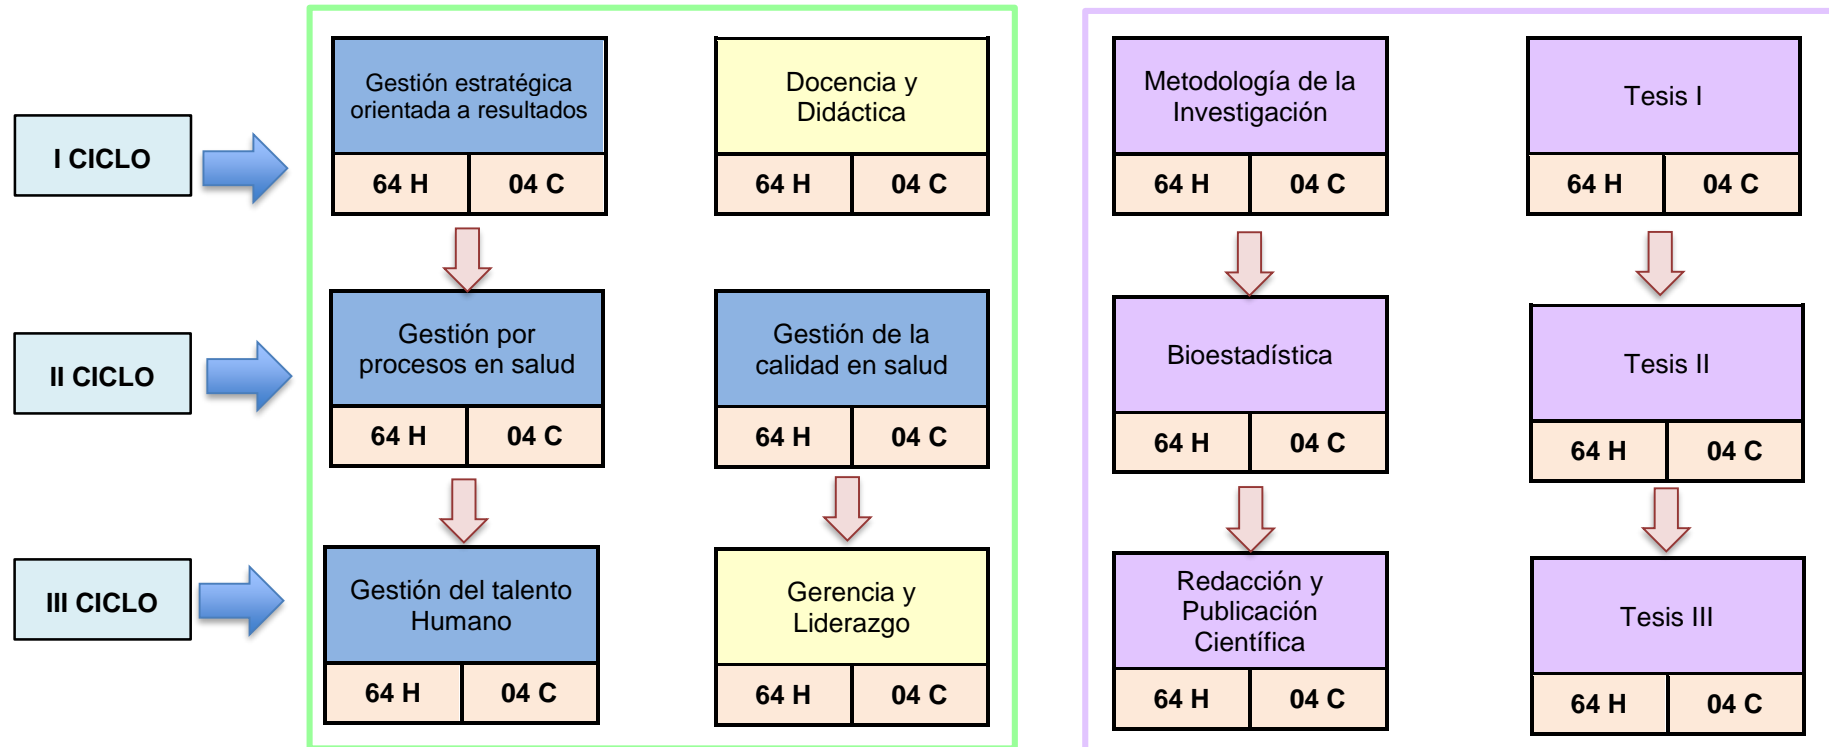 I CICLO
Gestión estratégica
orientada a resultados
64 H
04 C
Docencia y
Didáctica
64 H
04 C
Metodología de la
Investigación
64 H
04 C
Tesis I
64 H
04 C
II CICLO
Gestión por
procesos en salud
64 H
04 C
Gestión de la
calidad en salud
64 H
04 C
Bioestadística
64 H
04 C
Tesis II
64 H
04 C
III CICLO
Gestión del talento
Humano
64 H
04 C
Gerencia y
Liderazgo
64 H
04 C
Redacción y
Publicación
Científica
64 H
04 C
Tesis III
64 H
04 C